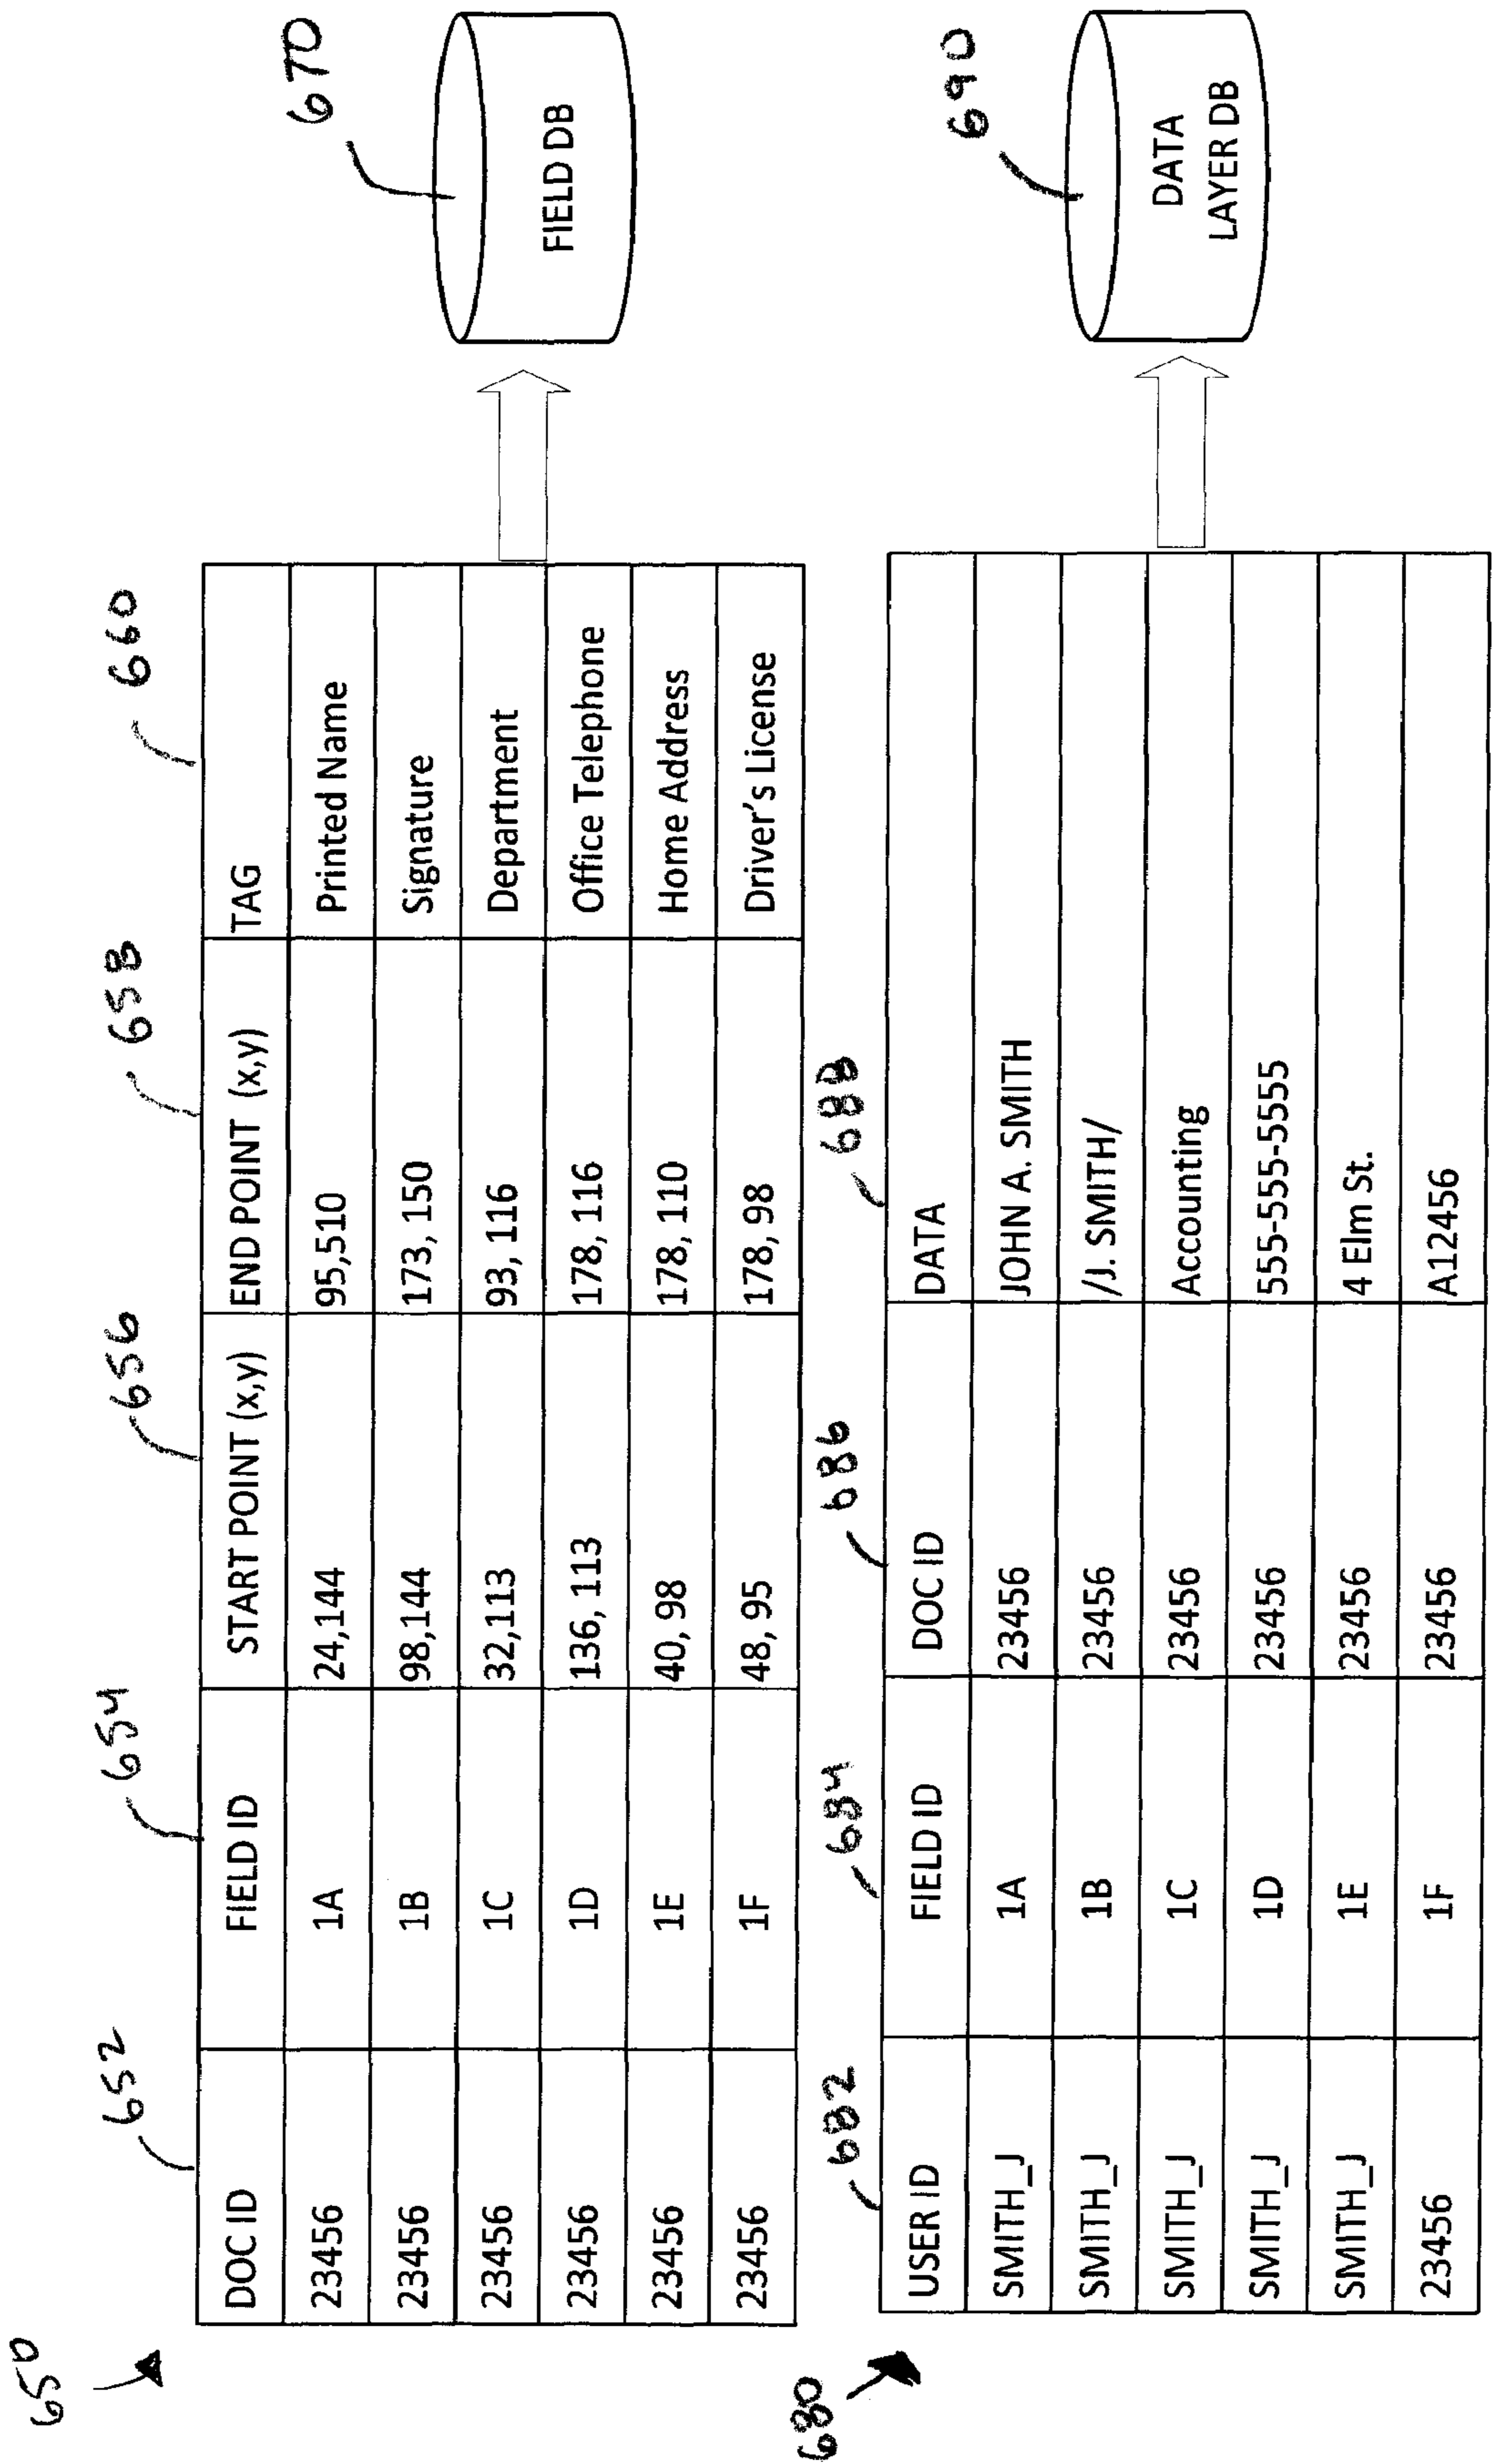 650
652 654 656 658 660
DOC ID FIELD ID START POINT (x,y) END POINT (x,y) TAG
23456 1A 24,144 95,510 Printed Name
23456 1B 98,144 173, 150 Signature
23456 1C 32,113 93, 116 Department
23456 1D 136, 113 178, 116 Office Telephone
23456 1E 40, 98 178, 110 Home Address
23456 1F 48, 95 178, 98 Driver's License
670
FIELD DB
680
682 684 686 688
USER ID FIELD ID DOC ID DATA
SMITH_J 1A 23456 JOHN A. SMITH
SMITH_J 1B 23456 /J. SMITH/
SMITH_J 1C 23456 Accounting
SMITH_J 1D 23456 555-555-5555
SMITH_J 1E 23456 4 Elm St.
23456 1F 23456 A12456
690
DATA
LAYER DB